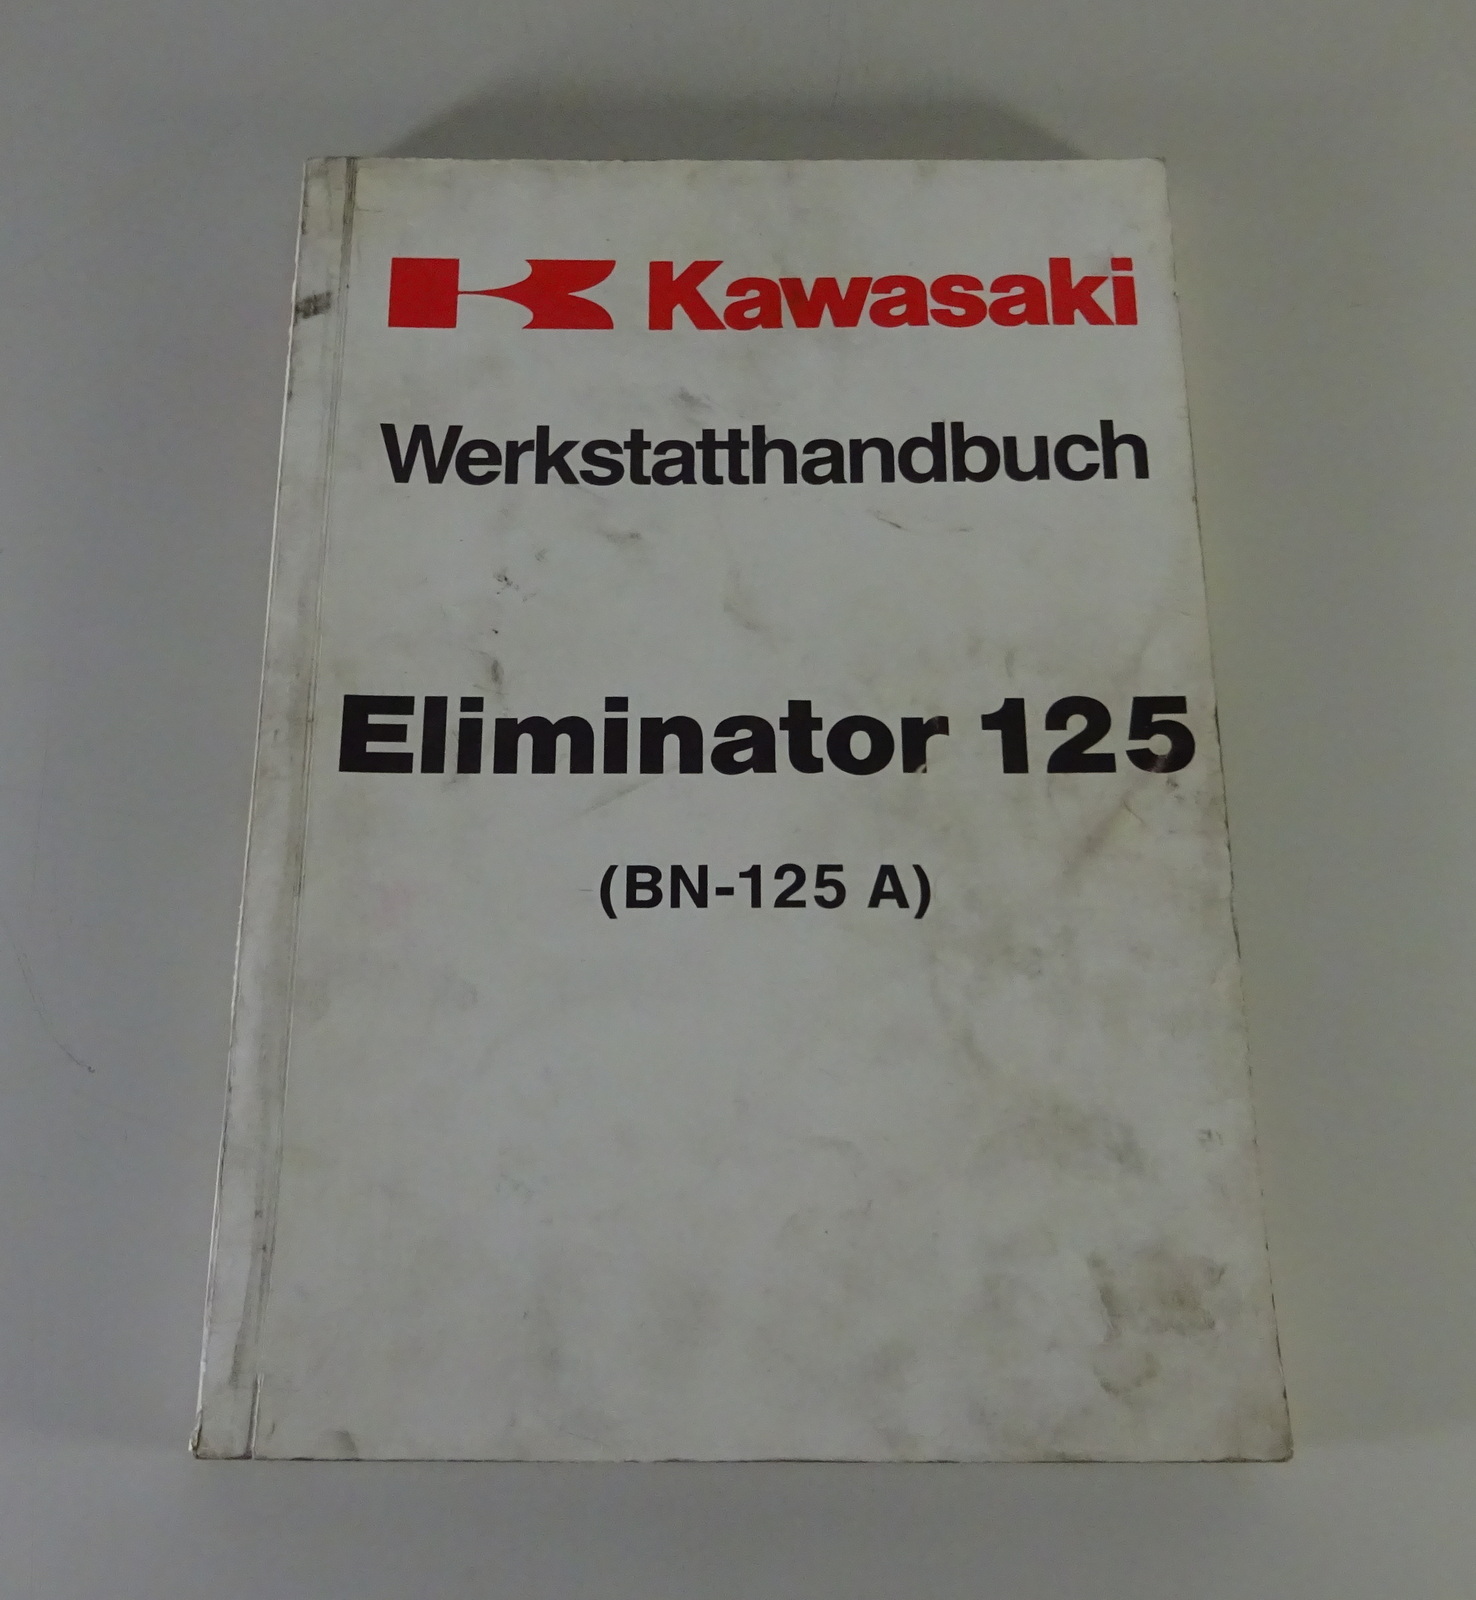 Kawasaki
Werkstatthandbuch
Eliminator 125
(BN-125 A)